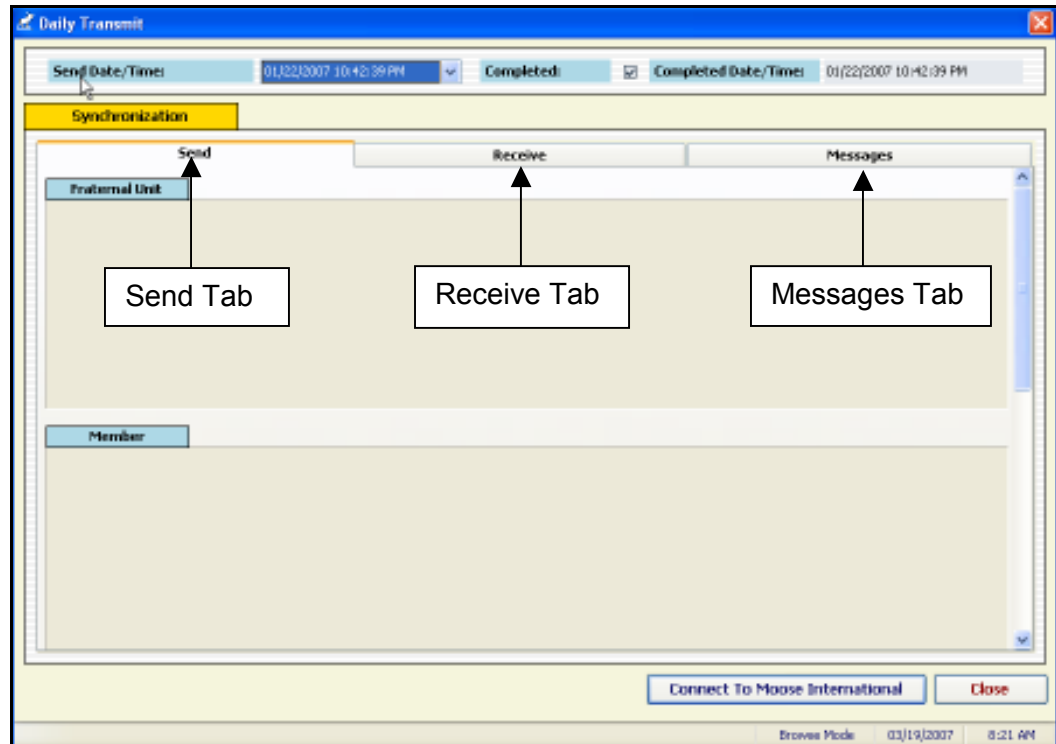 Daily Transmit
Send Date/Time: 01/22/2007 10:42:39 PM Completed: Completed Date/Time: 01/22/2007 10:42:39 PM
Synchronization
Send Receive Messages
Fraternal Unit
Send Tab Receive Tab Messages Tab
Member
Connect To Moose International Close
Browse Mode 03/19/2007 8:21 AM